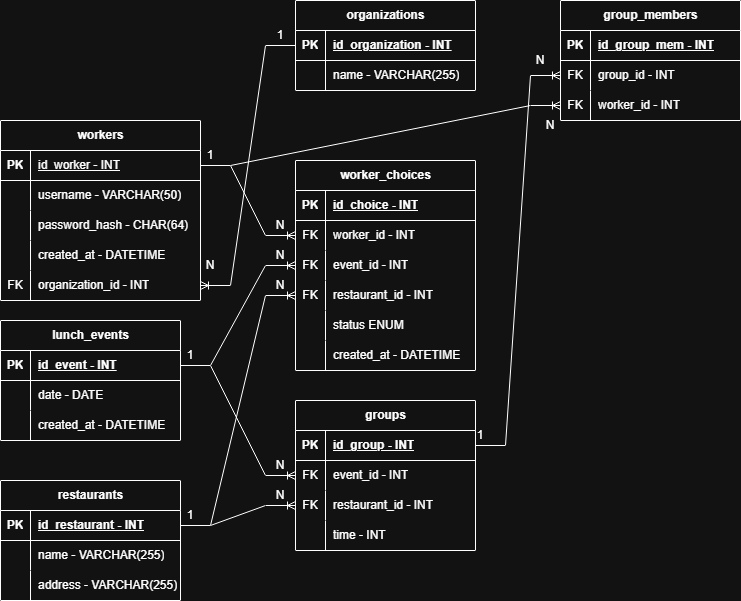 organizations
PK id_organization - INT
name - VARCHAR(255)
1
group_members
PK id_group_mem - INT
FK group_id - INT
FK worker_id - INT
N
N
workers
PK id_worker - INT
username - VARCHAR(50)
password_hash - CHAR(64)
created_at - DATETIME
FK organization_id - INT
1
N
worker_choices
PK id_choice - INT
FK worker_id - INT
FK event_id - INT
FK restaurant_id - INT
status ENUM
created_at - DATETIME
N
N
N
lunch_events
PK id_event - INT
date - DATE
created_at - DATETIME
1
groups
PK id_group - INT
FK event_id - INT
FK restaurant_id - INT
time - INT
1
N
N
restaurants
PK id_restaurant - INT
name - VARCHAR(255)
address - VARCHAR(255)
1